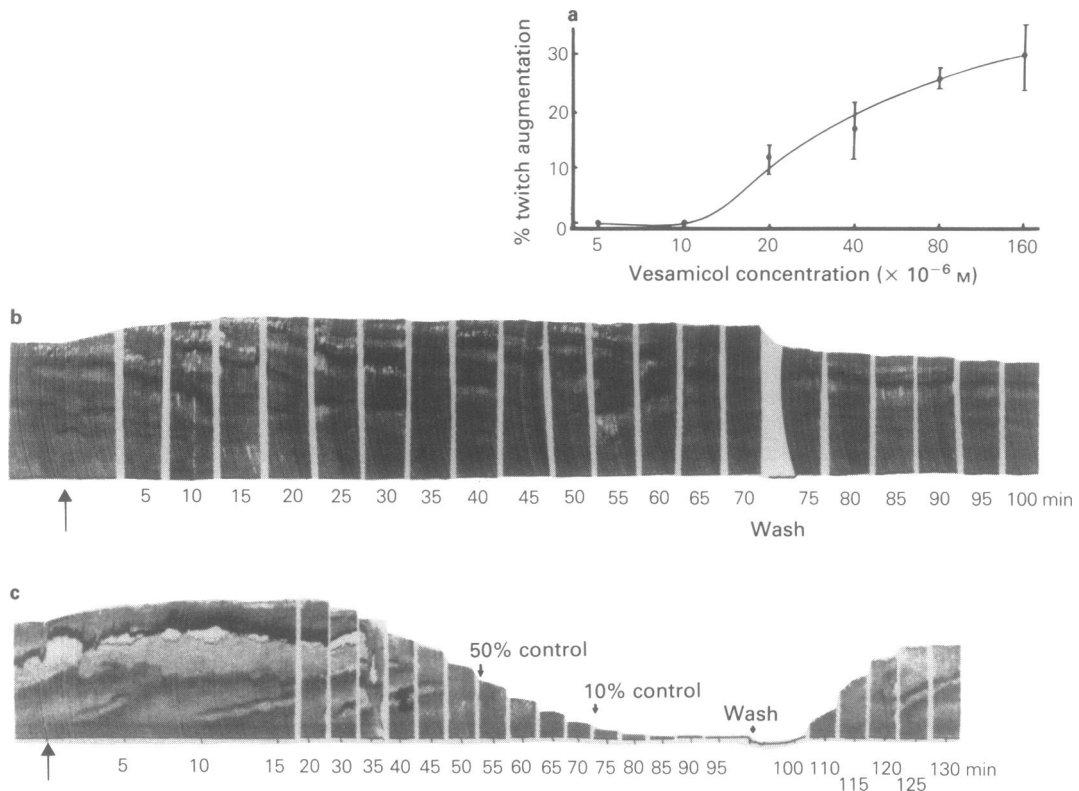 a
% twitch augmentation
30
20
10
0
5 10 20 40 80 160
Vesamicol concentration (× 10⁻⁶ M)
b
5 10 15 20 25 30 35 40 45 50 55 60 65 70 75 80 85 90 95 100 min
Wash
c
50% control
10% control
Wash
5 10 15 20 30 35 40 45 50 55 60 65 70 75 80 85 90 95 100 110 120 130 min
115 125